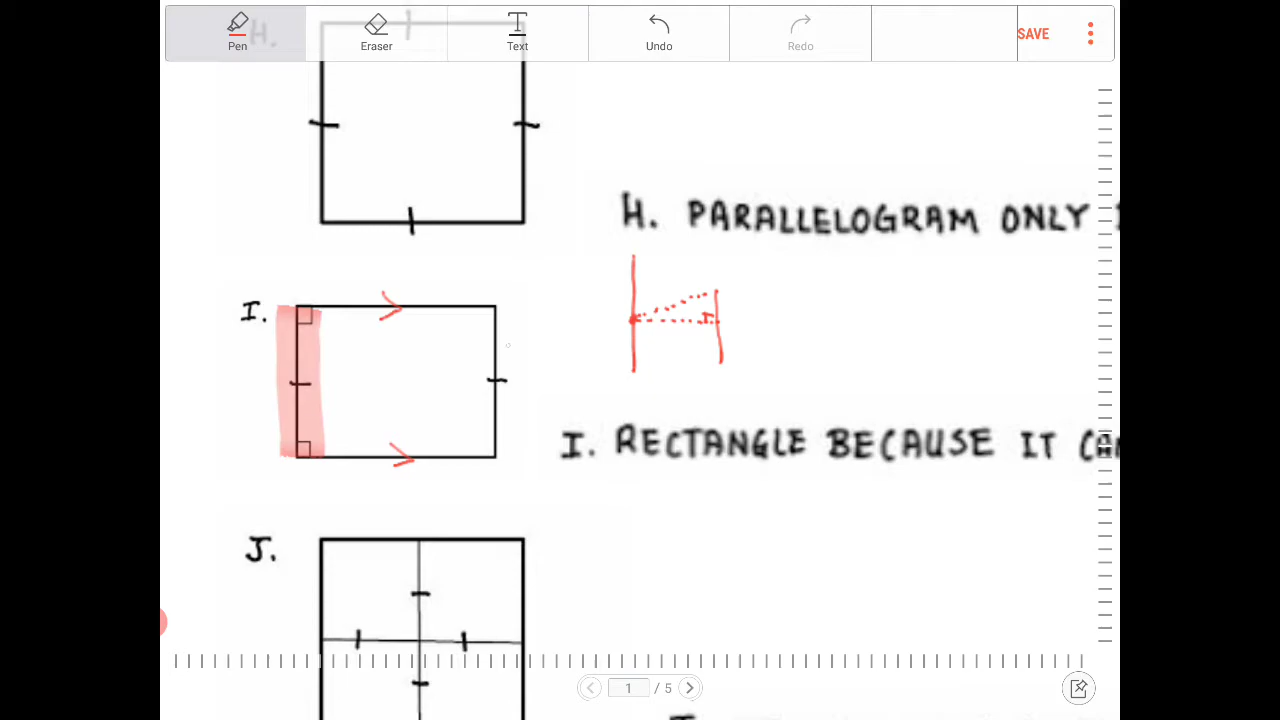 H.
Pen
Eraser
Text
Undo
Redo
SAVE
H. PARALLELOGRAM ONLY
I.
I. RECTANGLE BECAUSE IT
J.
1 / 5